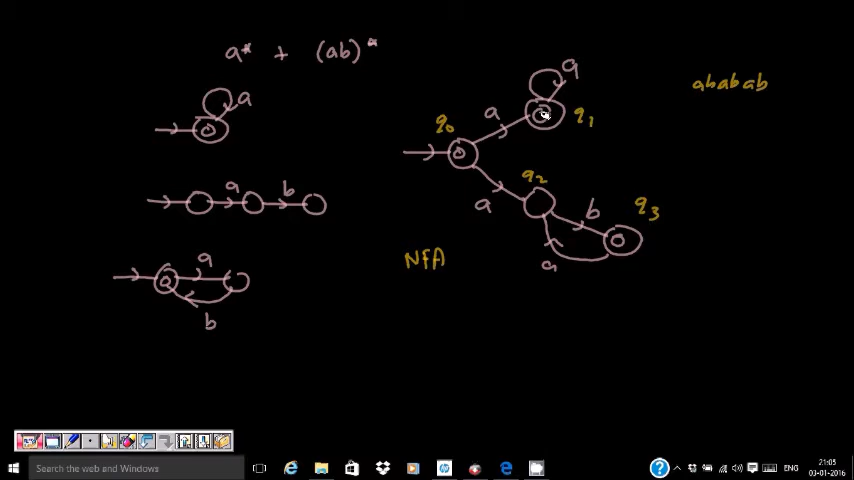 a* + (ab)*
a
a b
a
b
ababab
a
a q1
q0
q2
a
b q3
a
NFA
Search the web and Windows
ENG
21:05
03-01-2016